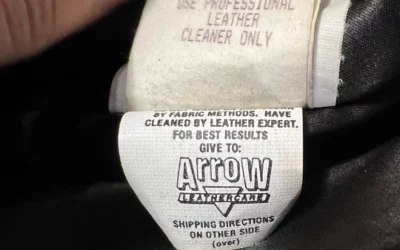 USE PROFESSIONAL
LEATHER
CLEANER ONLY
BY FABRIC METHODS. HAVE
CLEANED BY LEATHER EXPERT.
FOR BEST RESULTS
GIVE TO:
ARROW
LEATHERCARE
SHIPPING DIRECTIONS
ON OTHER SIDE
(over)